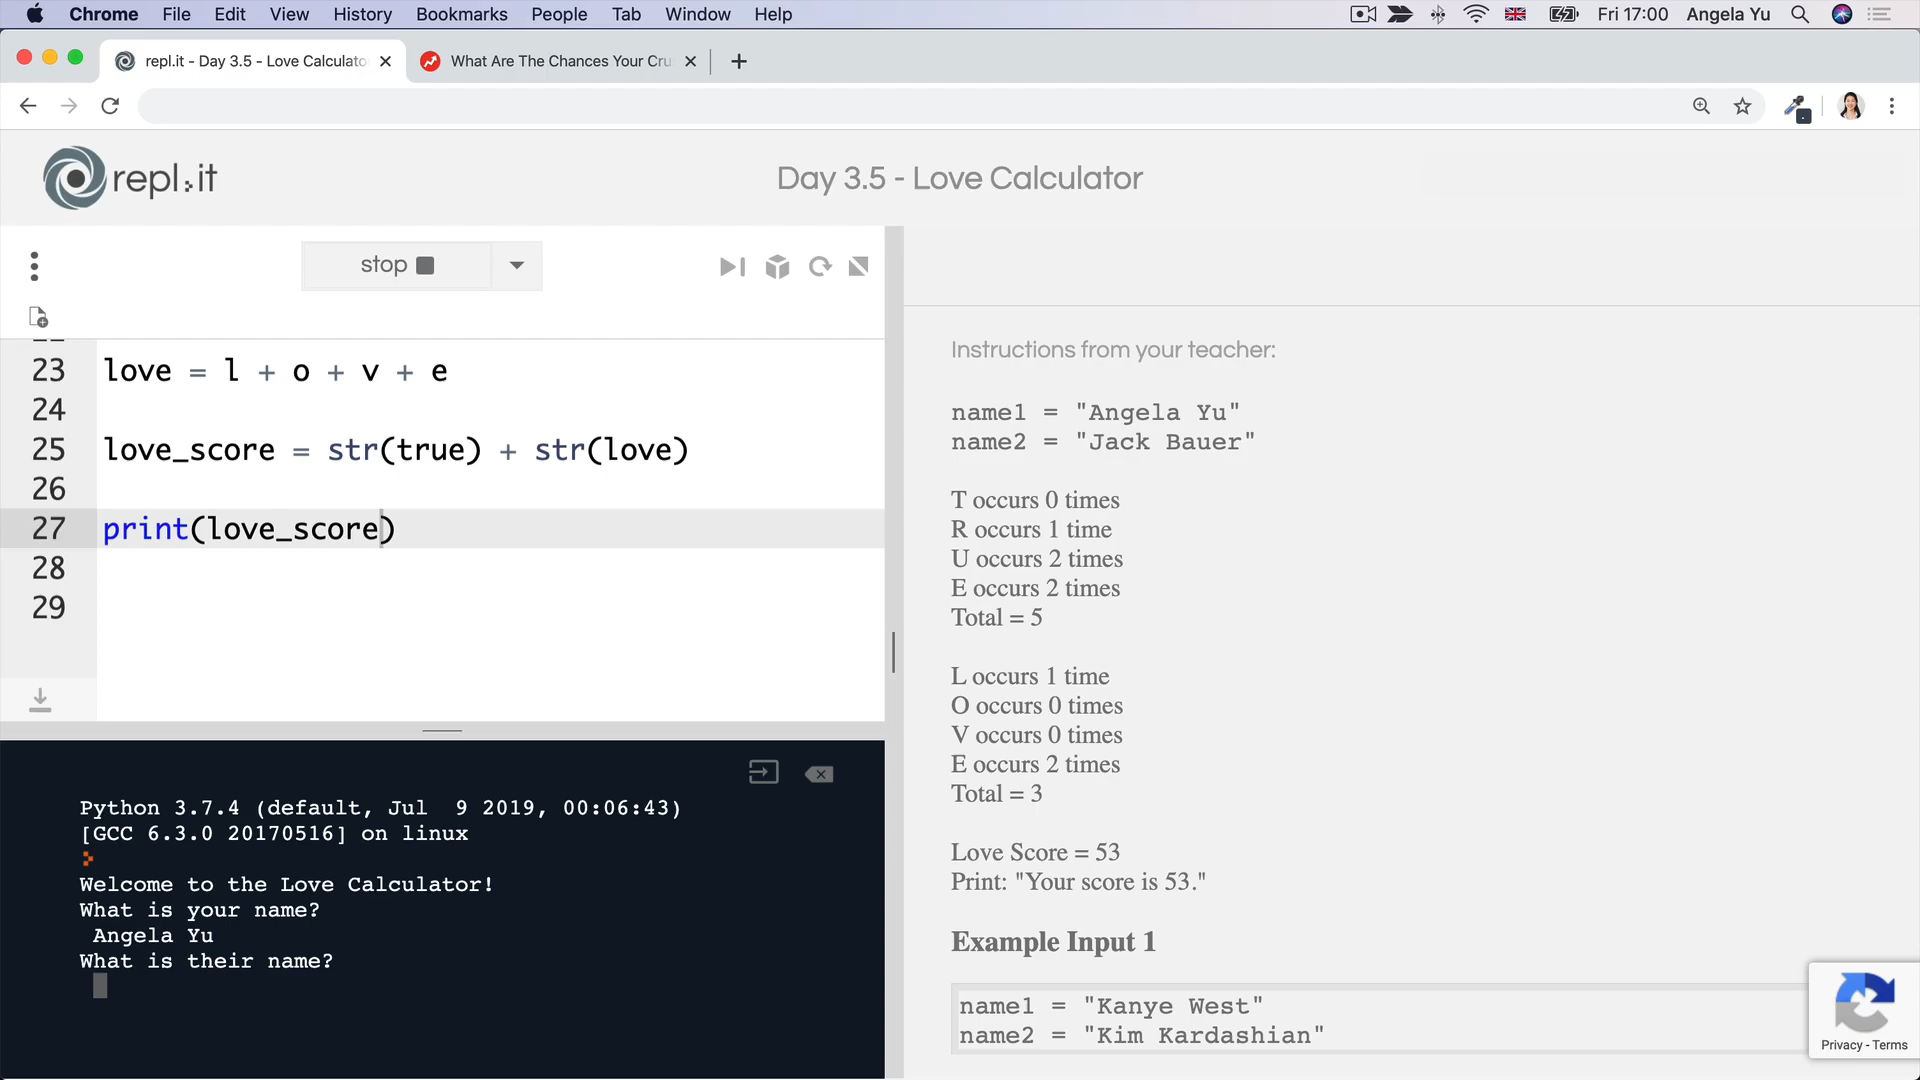 Chrome File Edit View History Bookmarks People Tab Window Help Fri 17:00 Angela Yu
repl.it - Day 3.5 - Love Calculato What Are The Chances Your Cru
repl.it
Day 3.5 - Love Calculator
stop
23 love = l + o + v + e
24
25 love_score = str(true) + str(love)
26
27 print(love_score)
28
29
Python 3.7.4 (default, Jul  9 2019, 00:06:43)
[GCC 6.3.0 20170516] on linux
Welcome to the Love Calculator!
What is your name?
Angela Yu
What is their name?
Instructions from your teacher:
name1 = "Angela Yu"
name2 = "Jack Bauer"
T occurs 0 times
R occurs 1 time
U occurs 2 times
E occurs 2 times
Total = 5
L occurs 1 time
O occurs 0 times
V occurs 0 times
E occurs 2 times
Total = 3
Love Score = 53
Print: "Your score is 53."
Example Input 1
name1 = "Kanye West"
name2 = "Kim Kardashian"
Privacy - Terms